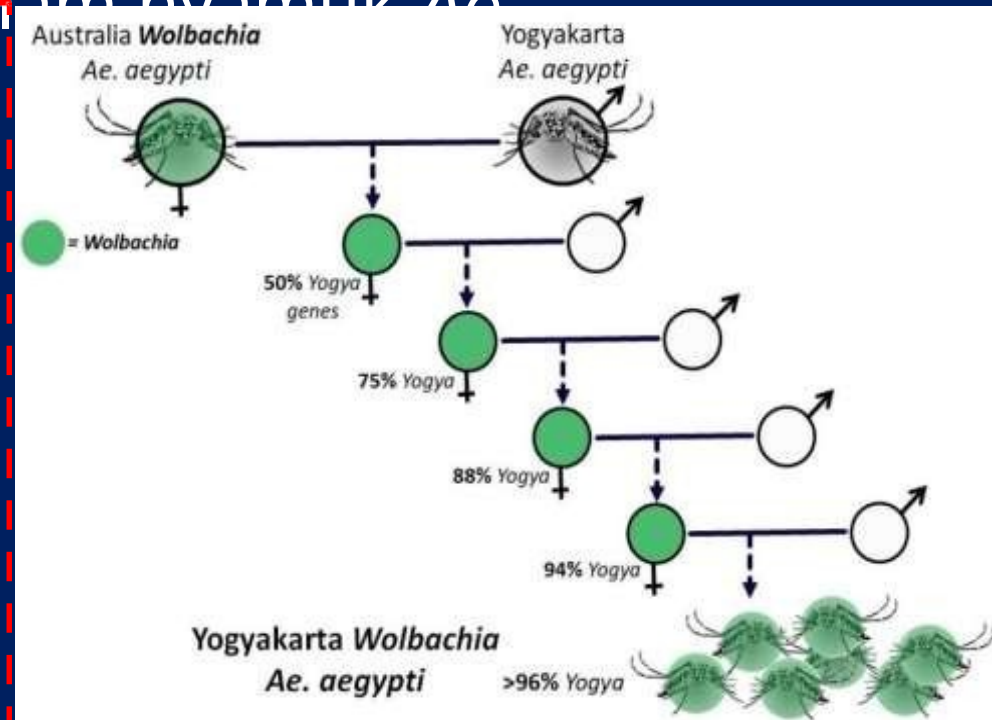 Australia Wolbachia
Ae. aegypti
Yogyakarta
Ae. aegypti
= Wolbachia
50% Yogya
genes
75% Yogya
88% Yogya
94% Yogya
Yogyakarta Wolbachia
Ae. aegypti
>96% Yogya